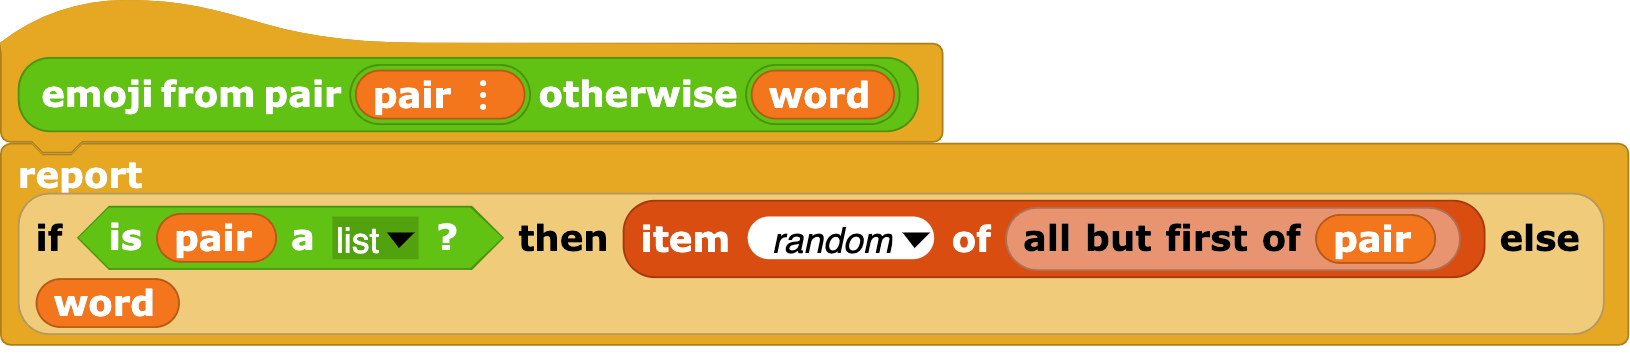 emoji from pair pair ⋮ otherwise word
report
if is pair a list ? then item random of all but first of pair else
word